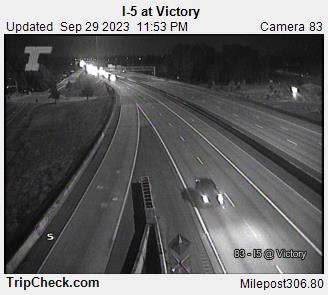 I-5 at Victory
Updated  Sep 29 2023  11:53 PM
Camera 83
T
S
83 - I5 @ Victory
TripCheck.com
Milepost306.80